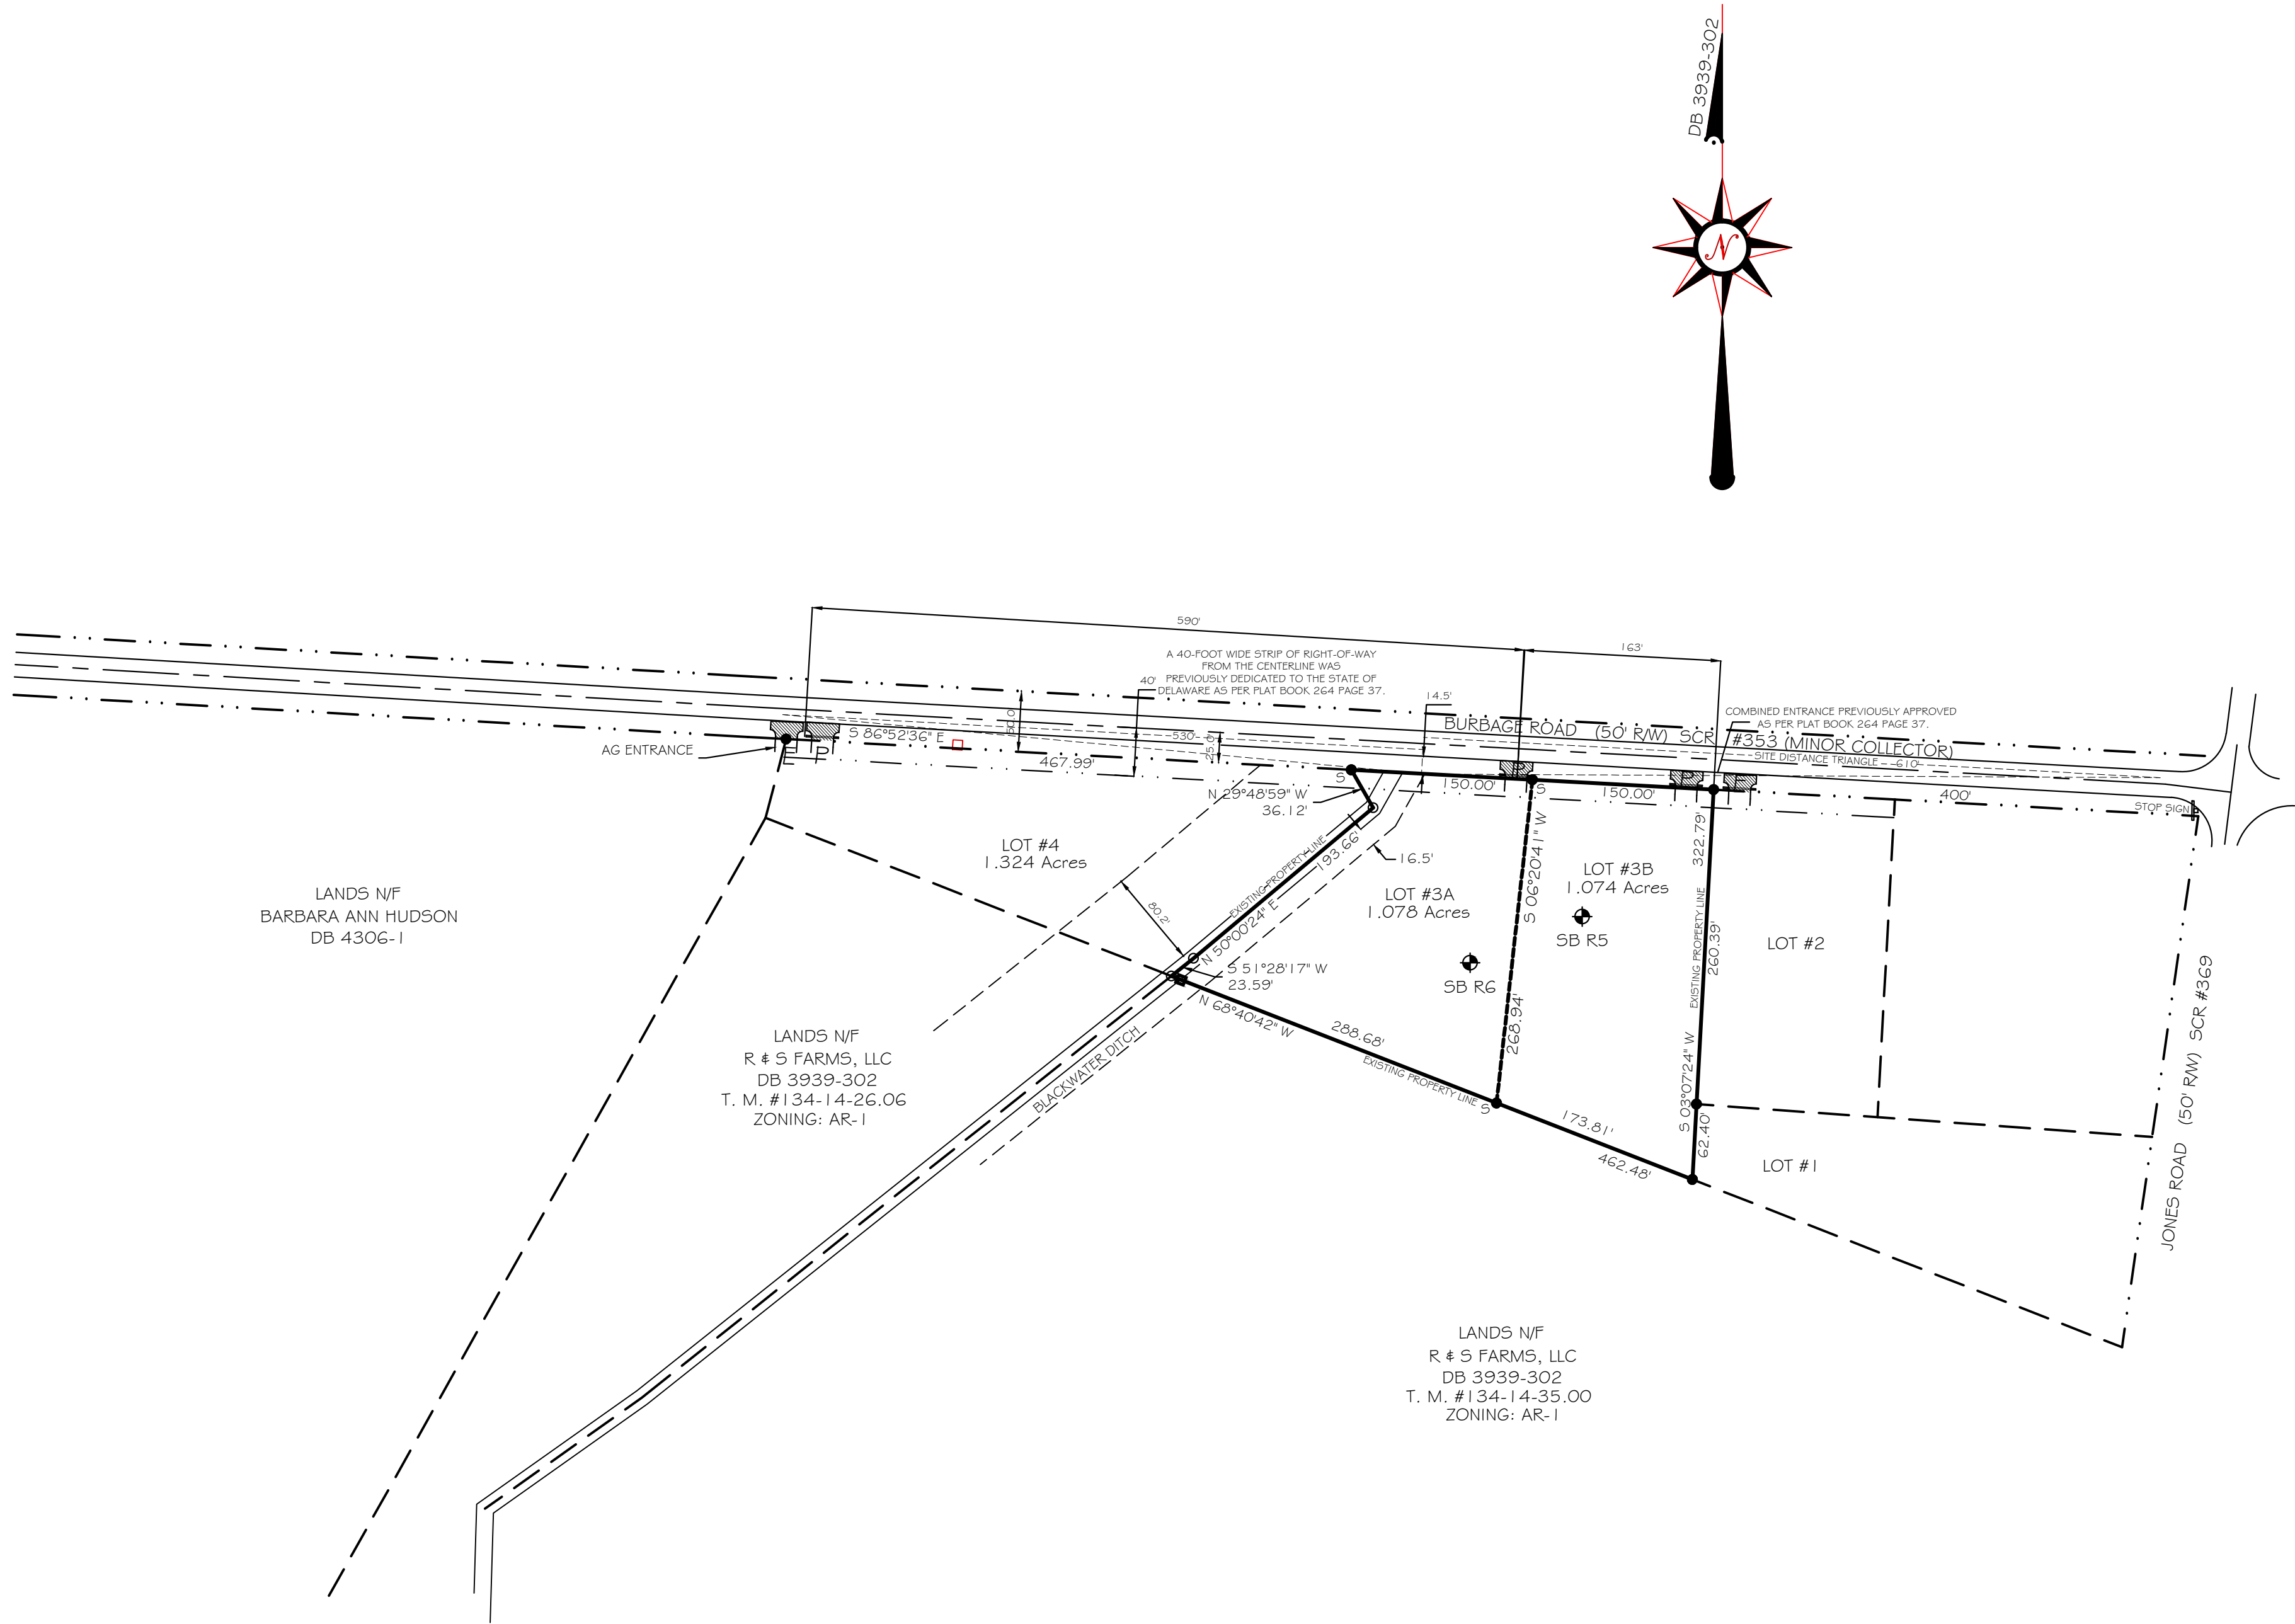 DB 3939-302
N
590'
163'
A 40-FOOT WIDE STRIP OF RIGHT-OF-WAY
FROM THE CENTERLINE WAS
PREVIOUSLY DEDICATED TO THE STATE OF
DELAWARE AS PER PLAT BOOK 264 PAGE 37.
40'
14.5'
COMBINED ENTRANCE PREVIOUSLY APPROVED
AS PER PLAT BOOK 264 PAGE 37.
BURBAGE ROAD (50' R/W) SCR #353 (MINOR COLLECTOR)
SITE DISTANCE TRIANGLE
610'
50.0'
S 86°52'36" E
530'
25.0'
AG ENTRANCE
467.99'
S
150.00'
S
150.00'
400'
STOP SIGN
N 29°48'59" W
36.12'
LOT #4
1.324 Acres
EXISTING PROPERTY LINE
193.66'
N 50°00'24" E
16.5'
80.2'
LOT #3A
1.078 Acres
S 06°20'41" W
268.94'
LOT #3B
1.074 Acres
322.79'
EXISTING PROPERTY LINE
260.39'
S 03°07'24" W
62.40'
LOT #2
SB R5
SB R6
LANDS N/F
BARBARA ANN HUDSON
DB 4306-1
S 51°28'17" W
23.59'
N 68°40'42" W
288.68'
EXISTING PROPERTY LINE
S
173.81'
462.48'
BLACKWATER DITCH
LANDS N/F
R & S FARMS, LLC
DB 3939-302
T. M. #134-14-26.06
ZONING: AR-1
LOT #1
JONES ROAD (50' R/W) SCR #369
LANDS N/F
R & S FARMS, LLC
DB 3939-302
T. M. #134-14-35.00
ZONING: AR-1